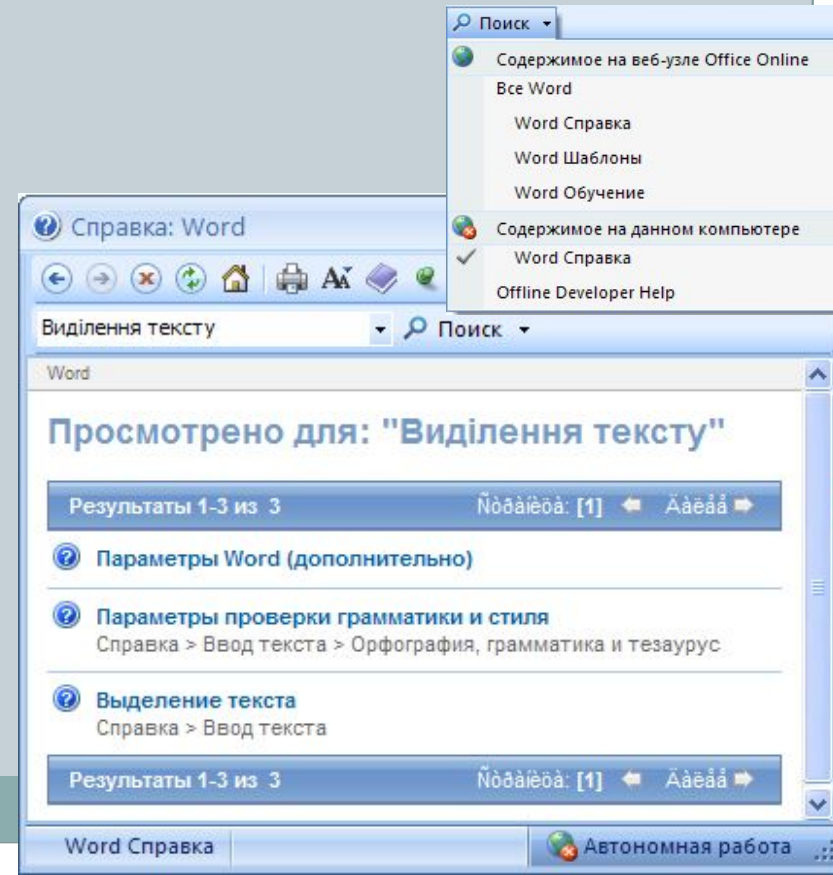 Поиск
Содержимое на веб-узле Office Online
Все Word
Word Справка
Word Шаблоны
Word Обучение
Содержимое на данном компьютере
Word Справка
Offline Developer Help
Справка: Word
Виділення тексту Поиск
Word
Просмотрено для: "Виділення тексту"
Результаты 1-3 из 3 Ñòðàíèöà: [1] Äàëåå
Параметры Word (дополнительно)
Параметры проверки грамматики и стиля
Справка > Ввод текста > Орфография, грамматика и тезаурус
Выделение текста
Справка > Ввод текста
Результаты 1-3 из 3 Ñòðàíèöà: [1] Äàëåå
Word Справка Автономная работа